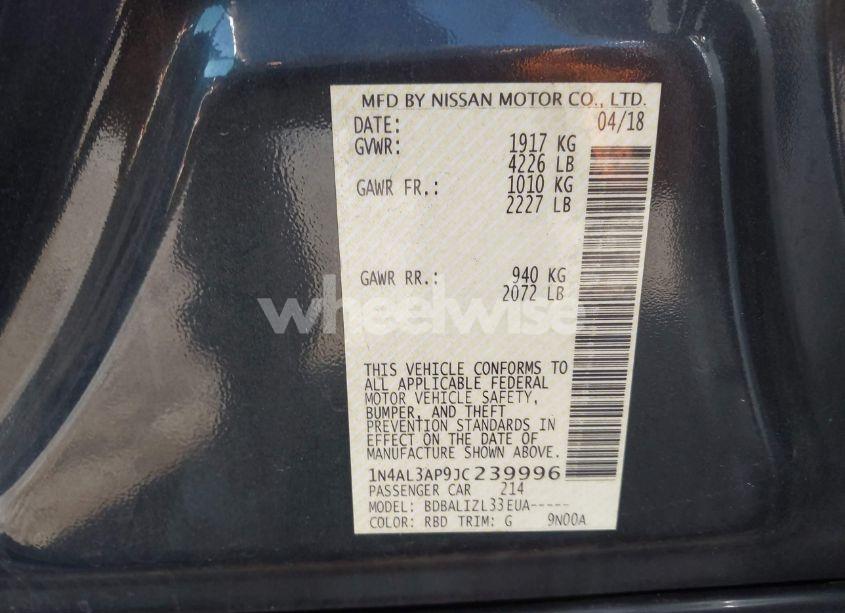 MFD BY NISSAN MOTOR CO., LTD.
DATE: 04/18
GVWR: 1917 KG
4226 LB
GAWR FR.: 1010 KG
2227 LB
GAWR RR.: 940 KG
2072 LB
wheelwise
THIS VEHICLE CONFORMS TO
ALL APPLICABLE FEDERAL
MOTOR VEHICLE SAFETY,
BUMPER, AND THEFT
PREVENTION STANDARDS IN
EFFECT ON THE DATE OF
MANUFACTURE SHOWN ABOVE.
1N4AL3AP9JC239996
PASSENGER CAR 214
MODEL: BDBALIZL33EUA-----
COLOR: RBD TRIM: G 9N00A